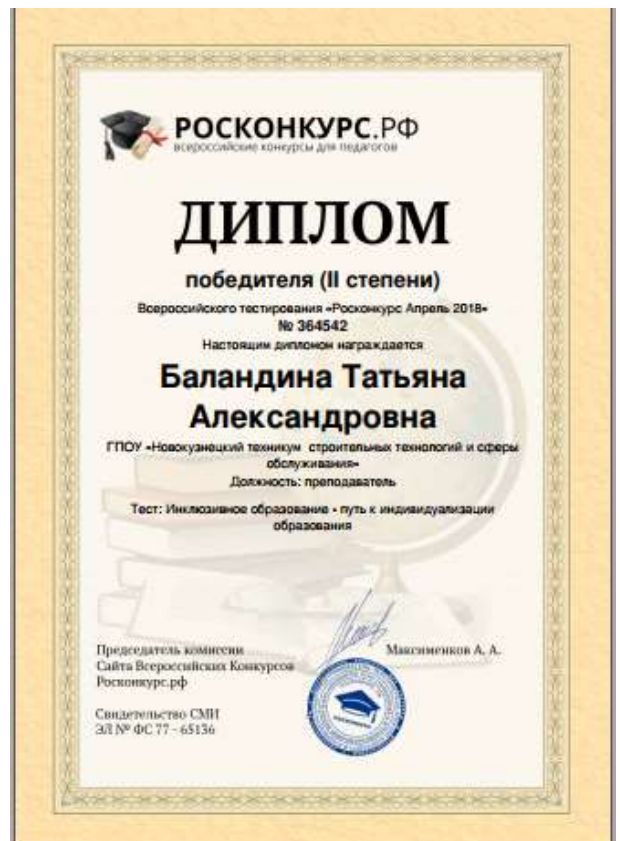 РОСКОНКУРС.РФ
всероссийские конкурсы для педагогов
ДИПЛОМ
победителя (II степени)
Всероссийского тестирования «Росконкурс Апрель 2018»
№ 364542
Настоящим дипломом награждается
Баландина Татьяна
Александровна
ГПОУ «Новокузнецкий техникум строительных технологий и сферы
обслуживания»
Должность: преподаватель
Тест: Инклюзивное образование - путь к индивидуализации
образования
Председатель комиссии
Сайта Всероссийских Конкурсов
Росконкурс.рф
Максименков А. А.
Свидетельство СМИ
ЭЛ № ФС 77 - 65136
РОСКОНКУРС